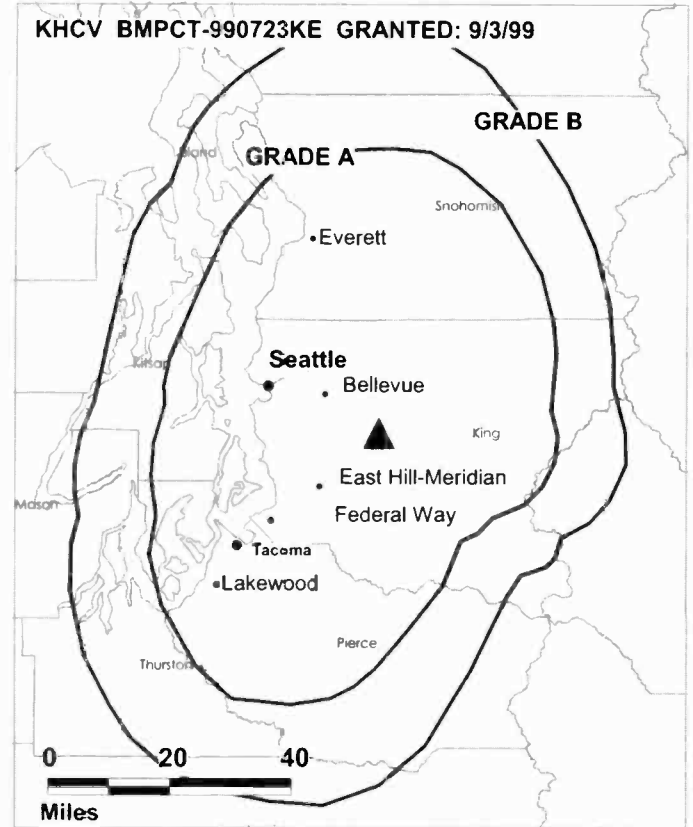 KHCV BMPCT-990723KE GRANTED: 9/3/99
GRADE B
Island
GRADE A
Snohomish
Everett
Kitsap
Seattle
Bellevue
King
East Hill-Meridian
Mason
Federal Way
Tacoma
Lakewood
Pierce
Thurston
0 20 40
Miles